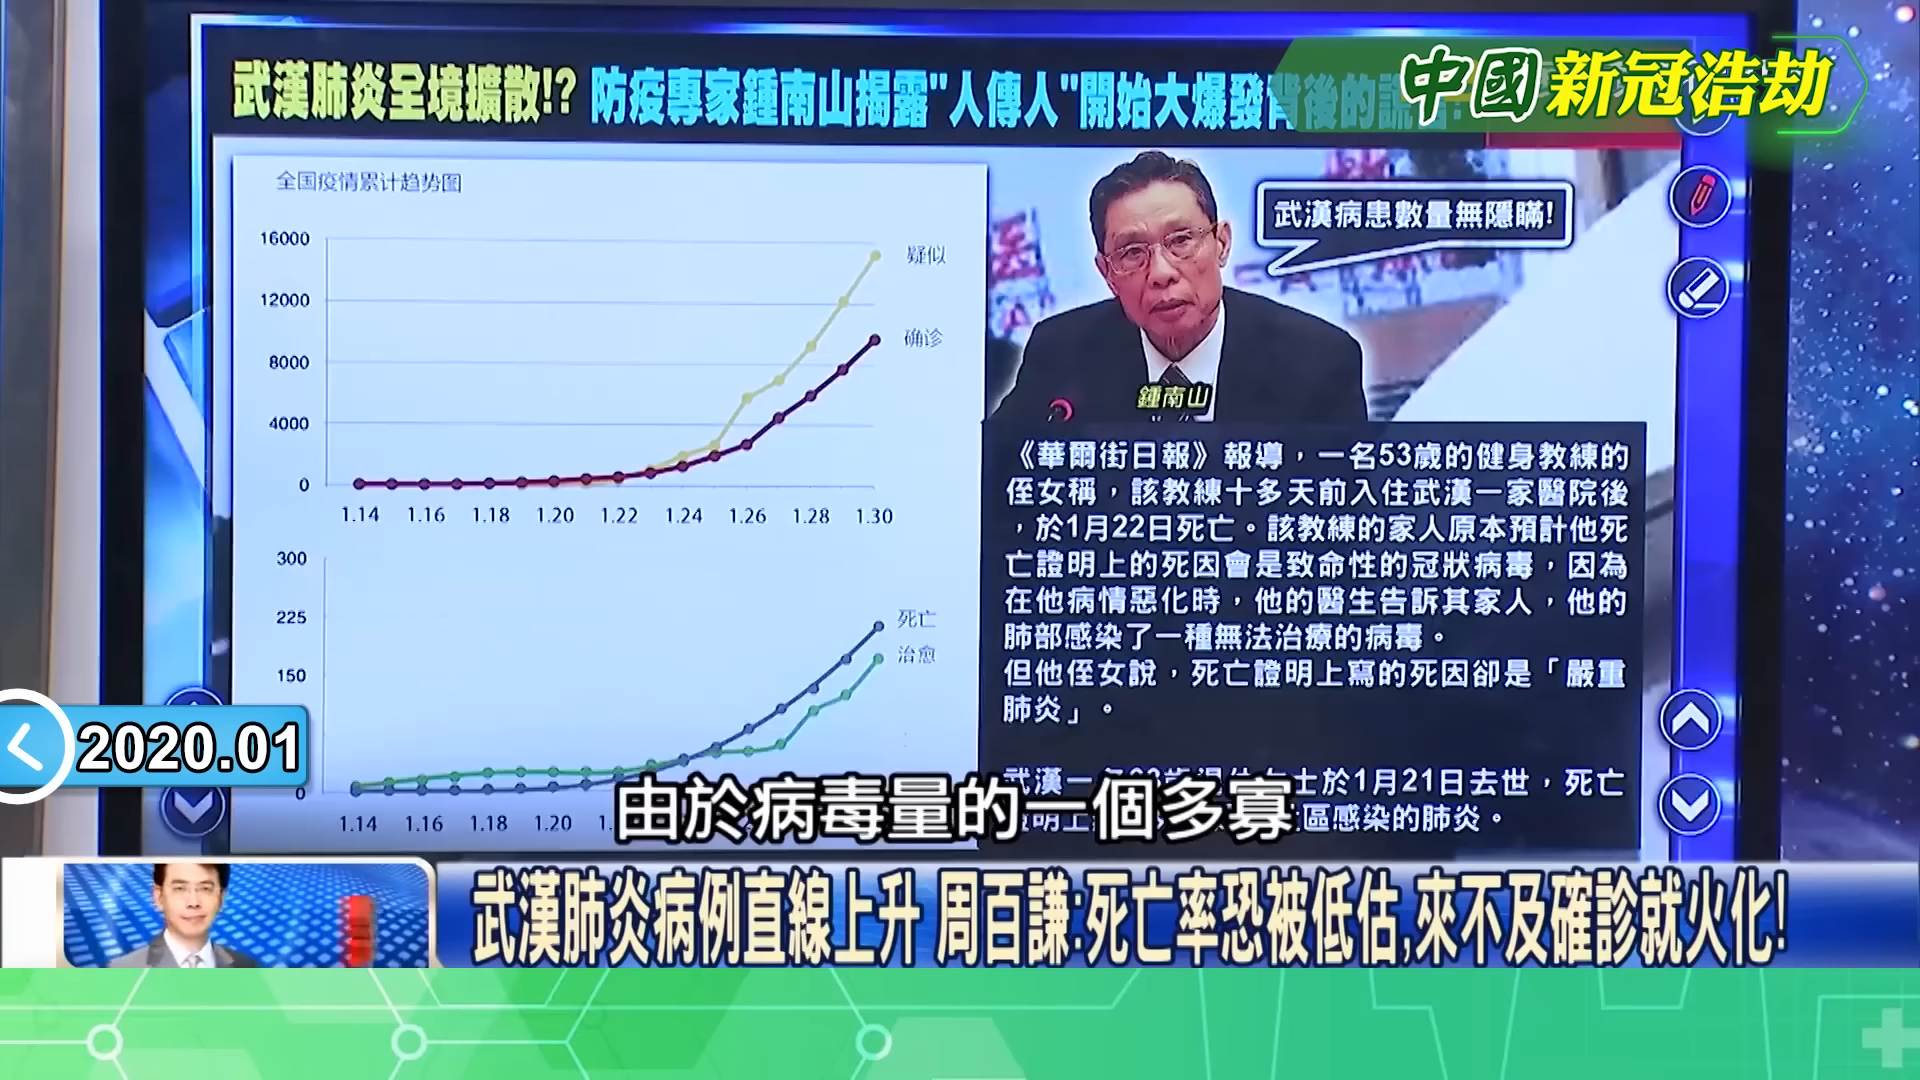 武漢肺炎全境擴散!? 防疫專家鍾南山揭露"人傳人"開始大爆發背後的
中國新冠浩劫
全国疫情累计趋势图
16000
12000
8000
4000
0
疑似
确诊
1.14 1.16 1.18 1.20 1.22 1.24 1.26 1.28 1.30
300
225
150
0
死亡
治愈
1.14 1.16 1.18 1.20
武漢病患數量無隱瞞!
鍾南山
《華爾街日報》報導，一名53歲的健身教練的
侄女稱，該教練十多天前入住武漢一家醫院後
，於1月22日死亡。該教練的家人原本預計他死
亡證明上的死因會是致命性的冠狀病毒，因為
在他病情惡化時，他的醫生告訴其家人，他的
肺部感染了一種無法治療的病毒。
但他侄女說，死亡證明上寫的死因卻是「嚴重
肺炎」。
武漢一名 於1月21日去世，死亡
證明上 區感染的肺炎。
2020.01
由於病毒量的一個多寡
武漢肺炎病例直線上升 周百謙:死亡率恐被低估,來不及確診就火化!